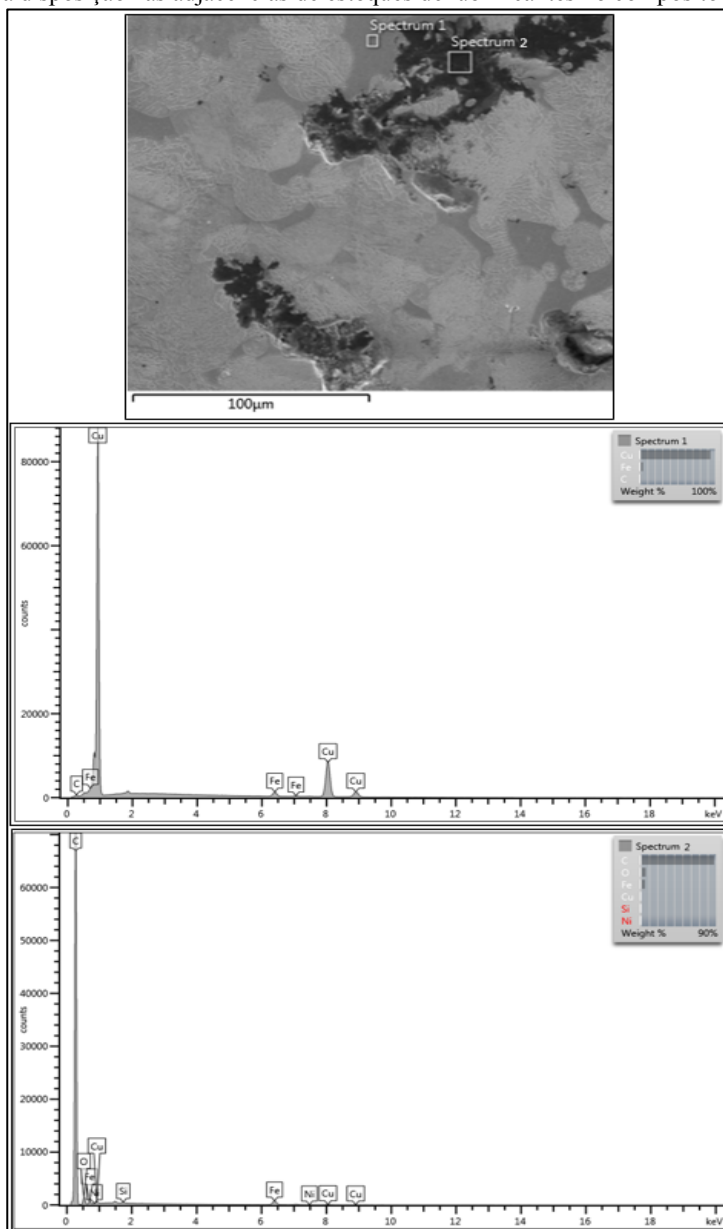 Spectrum 1
Spectrum 2
100μm
Cu
Spectrum 1
Cu
Fe
C
Weight % 100%
80000
60000
counts
20000
Cu
C Fe Fe Fe Cu
0
0 2 4 6 8 10 12 14 16 18 keV
C
Spectrum 2
C
O
Fe
Cu
Si
Ni
Weight % 90%
60000
50000
40000
counts
30000
20000
10000
Cu
O
Fe
Ni Si Fe Ni Cu Cu
0
0 2 4 6 8 10 12 14 16 18 keV